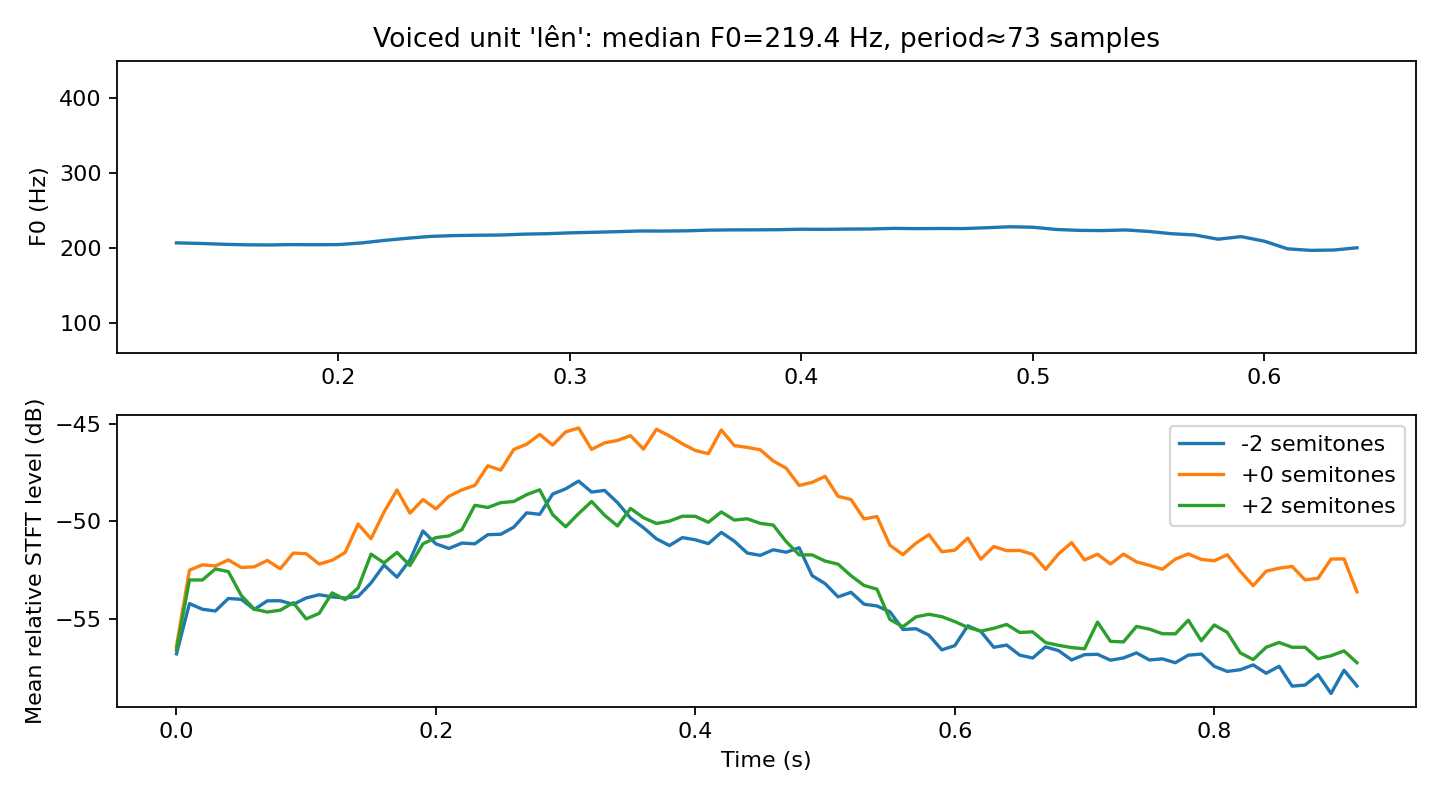 Voiced unit 'lên': median F0=219.4 Hz, period≈73 samples
F0 (Hz)
400
300
200
100
0.2 0.3 0.4 0.5 0.6
Mean relative STFT level (dB)
−45
−50
−55
-2 semitones
+0 semitones
+2 semitones
0.0 0.2 0.4 0.6 0.8
Time (s)